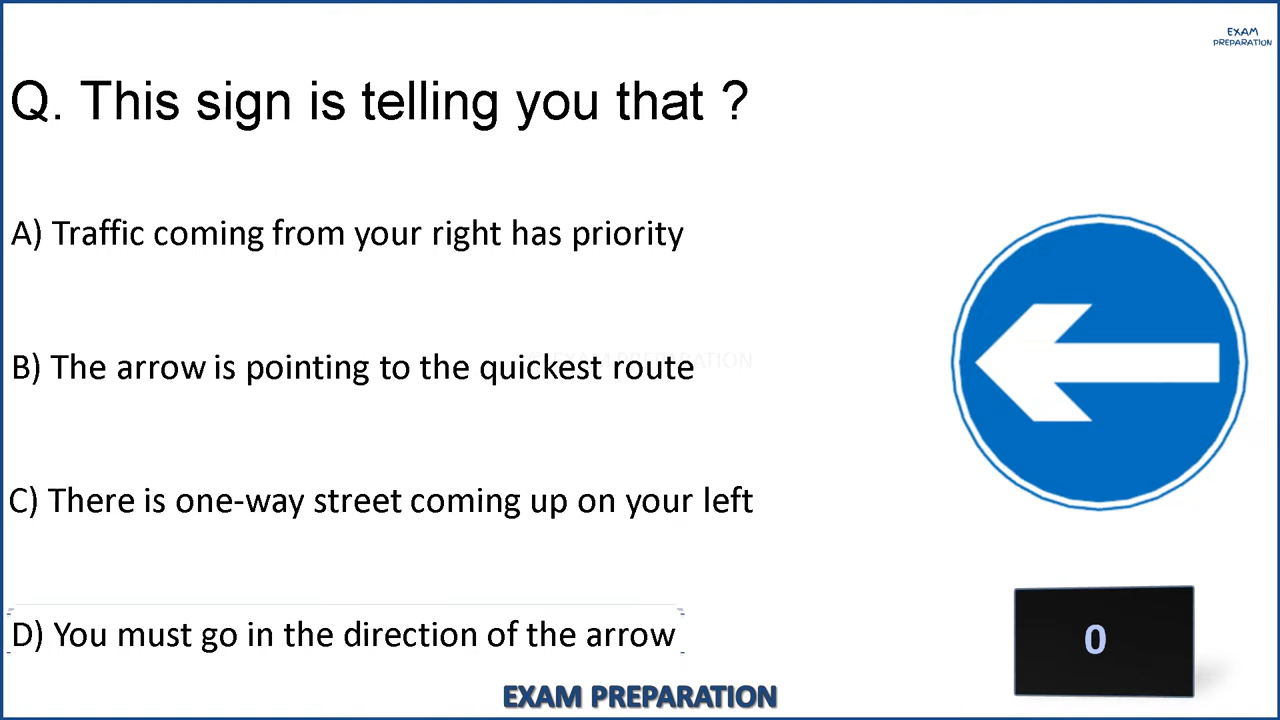 EXAM
PREPARATION
Q. This sign is telling you that ?
A) Traffic coming from your right has priority
B) The arrow is pointing to the quickest route
C) There is one-way street coming up on your left
D) You must go in the direction of the arrow
0
EXAM PREPARATION